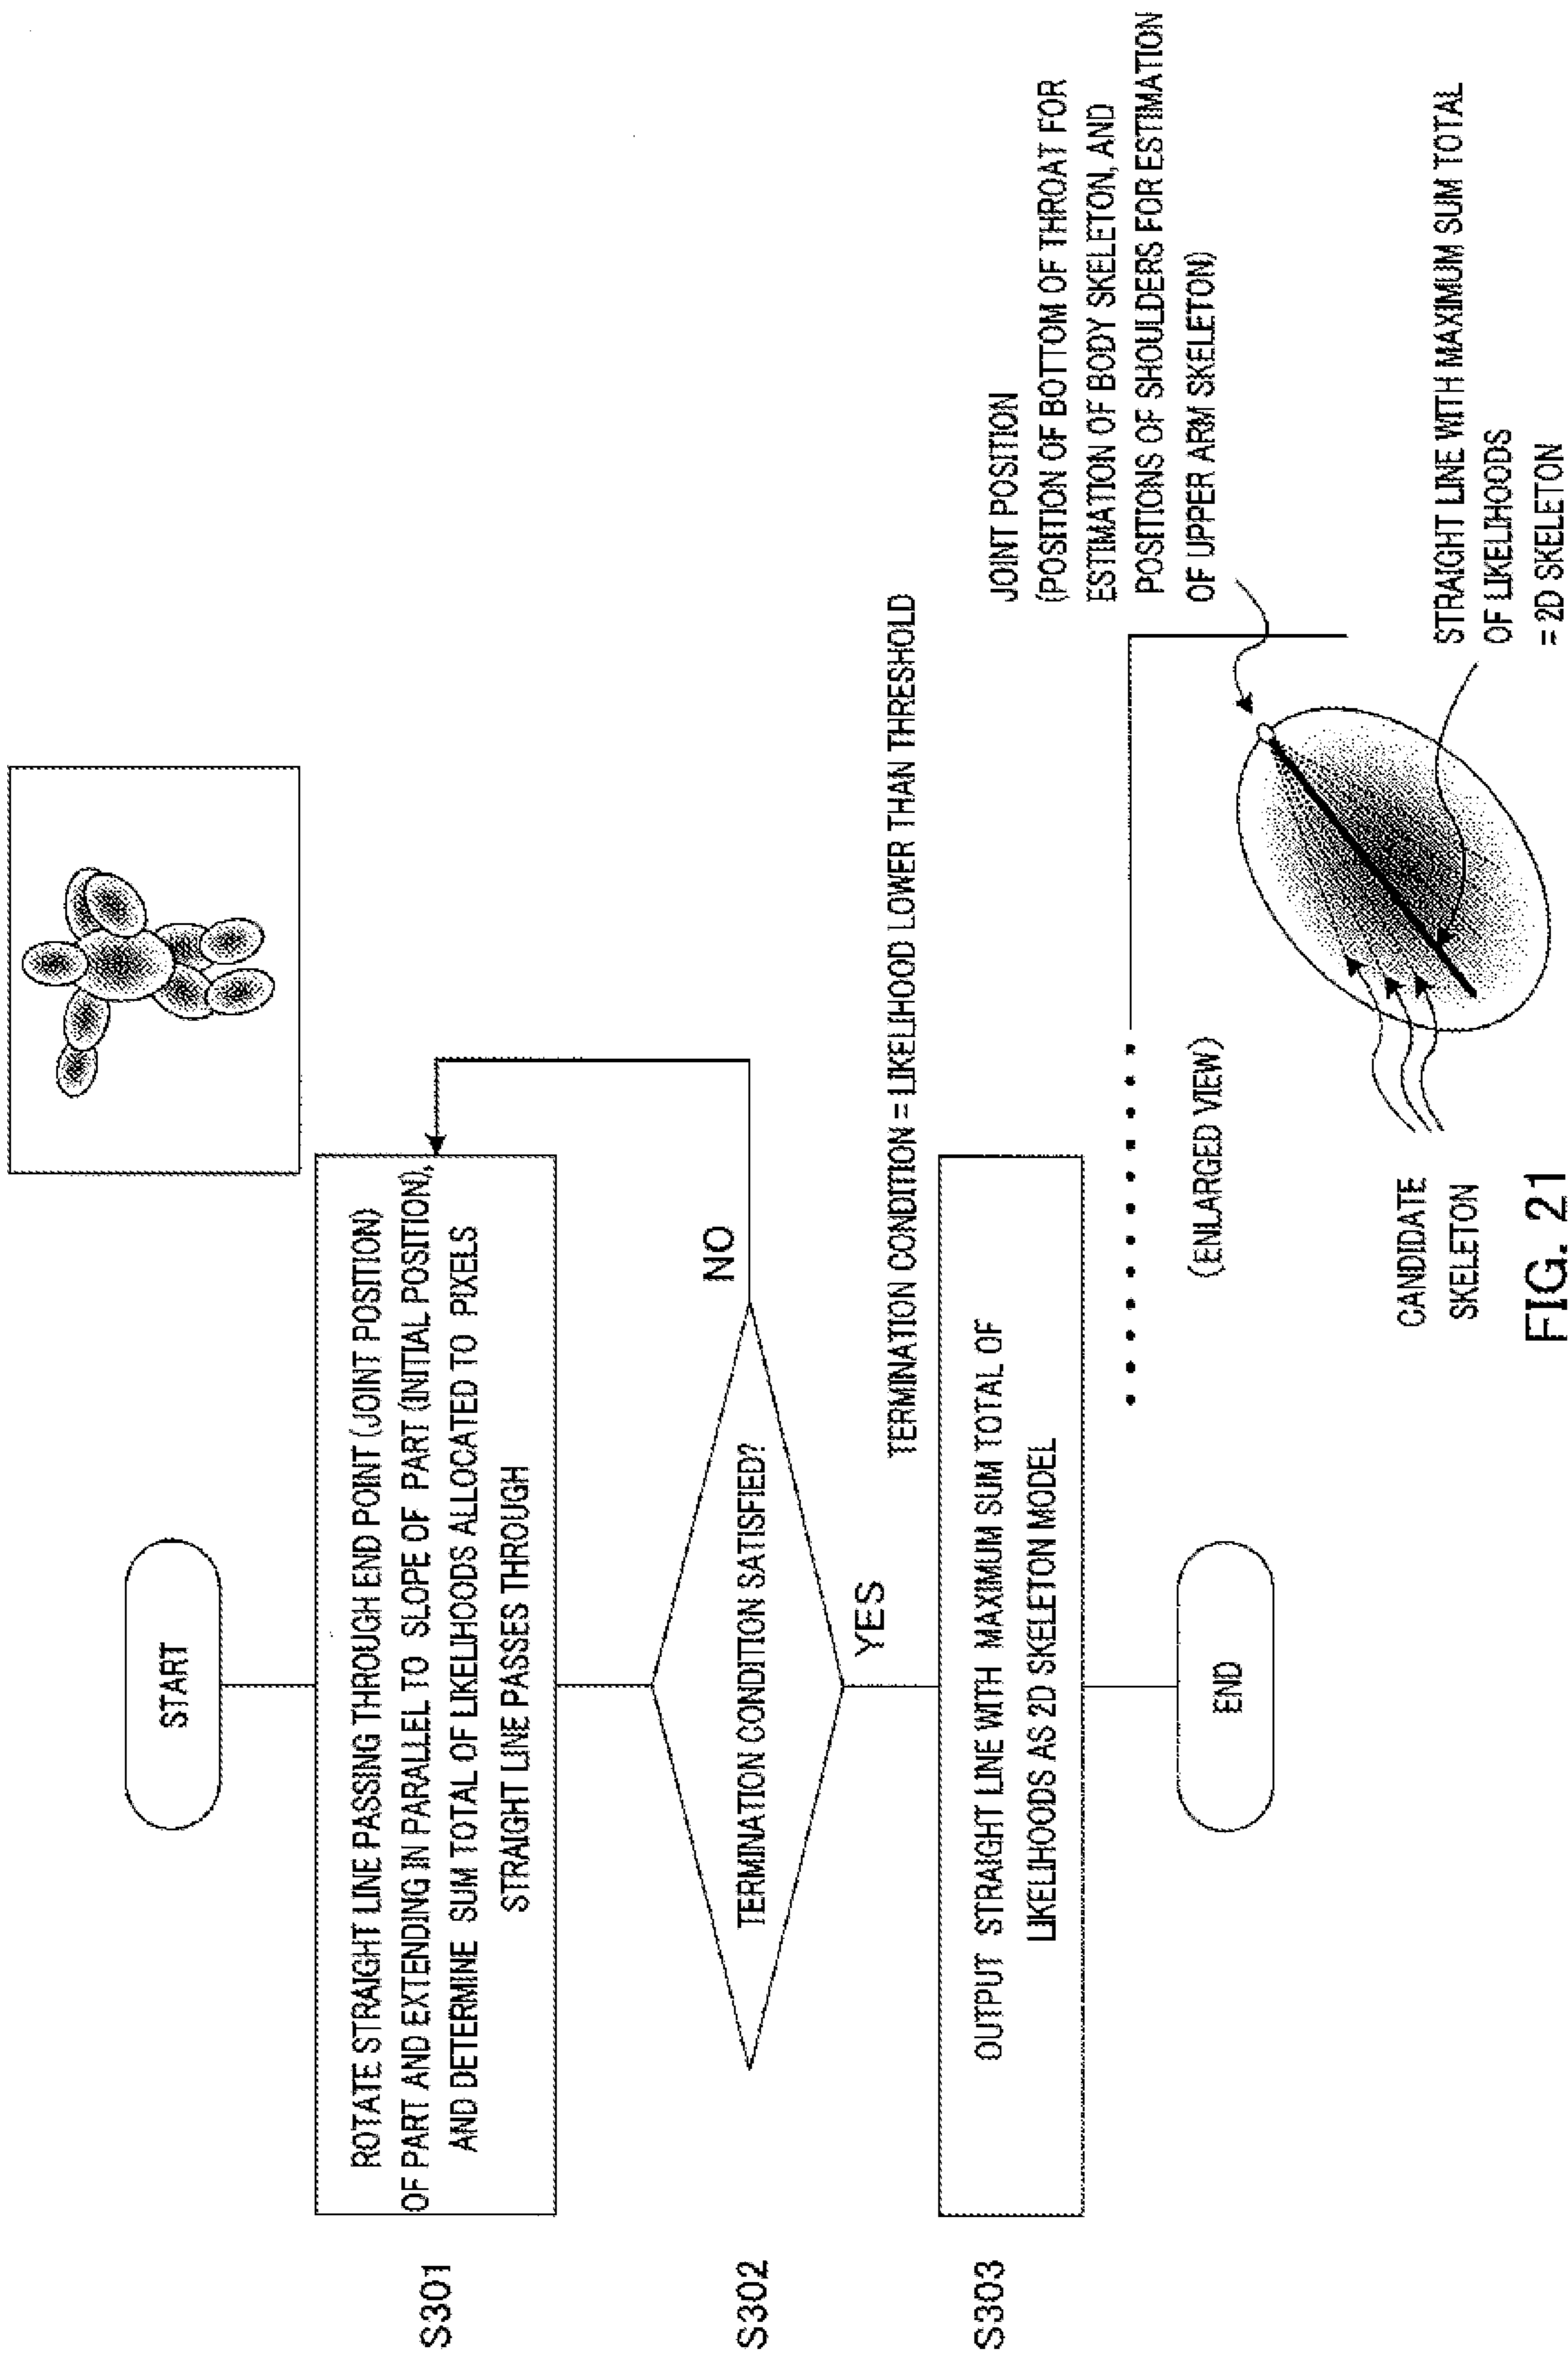 START
S301
ROTATE STRAIGHT LINE PASSING THROUGH END POINT (JOINT POSITION)
OF PART AND EXTENDING IN PARALLEL TO SLOPE OF PART (INITIAL POSITION),
AND DETERMINE SUM TOTAL OF LIKELIHOODS ALLOCATED TO PIXELS
STRAIGHT LINE PASSES THROUGH
S302
TERMINATION CONDITION SATISFIED?
NO
YES
TERMINATION CONDITION = LIKELIHOOD LOWER THAN THRESHOLD
S303
OUTPUT STRAIGHT LINE WITH MAXIMUM SUM TOTAL OF
LIKELIHOODS AS 2D SKELETON MODEL
END
JOINT POSITION
(POSITION OF BOTTOM OF THROAT FOR
ESTIMATION OF BODY SKELETON, AND
POSITIONS OF SHOULDERS FOR ESTIMATION
OF UPPER ARM SKELETON)
(ENLARGED VIEW)
CANDIDATE
SKELETON
STRAIGHT LINE WITH MAXIMUM SUM TOTAL
OF LIKELIHOODS
= 2D SKELETON
FIG. 21